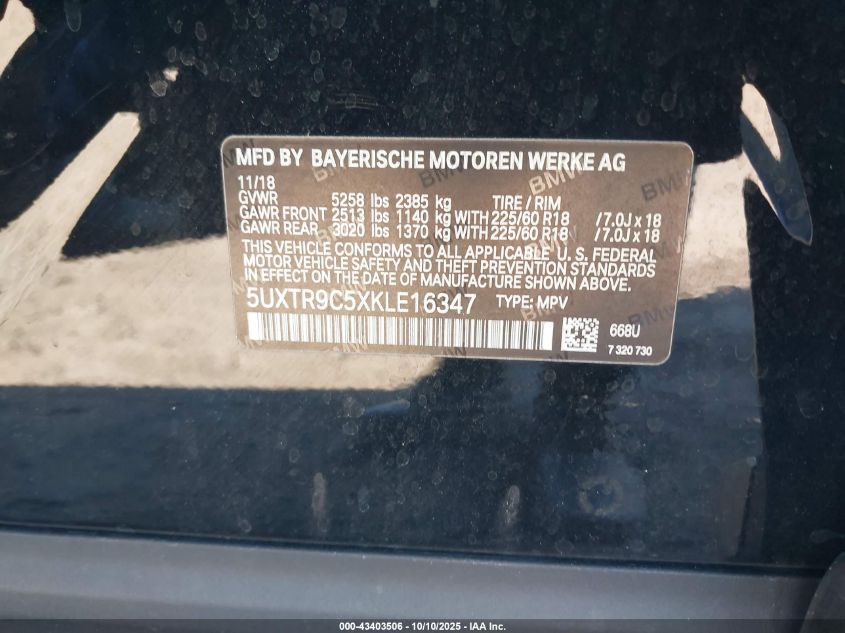 MFD BY BAYERISCHE MOTOREN WERKE AG
11/18
GVWR 5258 lbs 2385 kg TIRE / RIM
GAWR FRONT 2513 lbs 1140 kg WITH 225/60 R18 /7.0J x 18
GAWR REAR 3020 lbs 1370 kg WITH 225/60 R18 /7.0J x 18
THIS VEHICLE CONFORMS TO ALL APPLICABLE U. S. FEDERAL
MOTOR VEHICLE SAFETY AND THEFT PREVENTION STANDARDS
IN EFFECT ON THE DATE OF MANUFACTURE SHOWN ABOVE.
5UXTR9C5XKLE16347 TYPE: MPV
668U
7 320 730
000-43403506 - 10/10/2025 - IAA Inc.